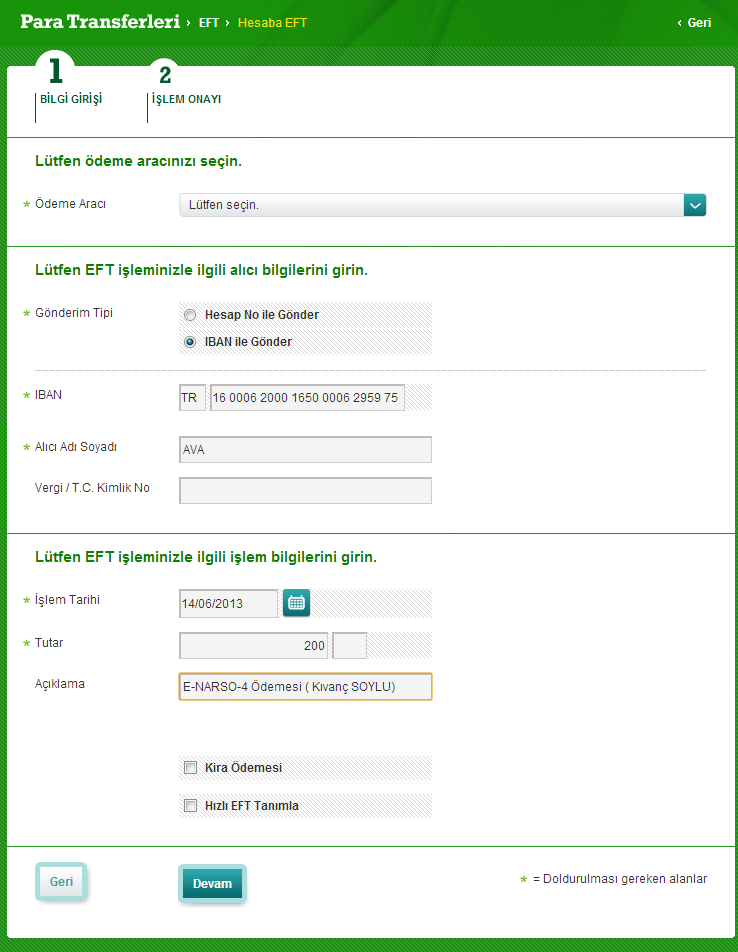 Para Transferleri › EFT › Hesaba EFT ‹ Geri
1 2
BİLGİ GİRİŞİ İŞLEM ONAYI
Lütfen ödeme aracınızı seçin.
* Ödeme Aracı Lütfen seçin.
Lütfen EFT işleminizle ilgili alıcı bilgilerini girin.
* Gönderim Tipi Hesap No ile Gönder
IBAN ile Gönder
* IBAN TR 16 0006 2000 1650 0006 2959 75
* Alıcı Adı Soyadı AVA
Vergi / T.C. Kimlik No
Lütfen EFT işleminizle ilgili işlem bilgilerini girin.
* İşlem Tarihi 14/06/2013
* Tutar 200
Açıklama E-NARSO-4 Ödemesi ( Kıvanç SOYLU)
Kira Ödemesi
Hızlı EFT Tanımla
Geri Devam * = Doldurulması gereken alanlar